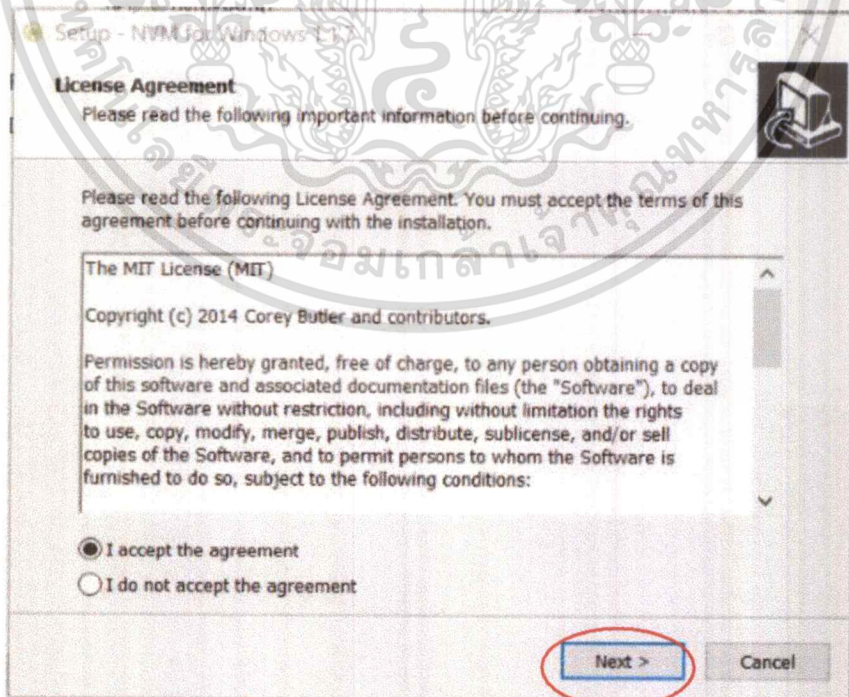 Setup - NVM for Windows 1.1.7
License Agreement
Please read the following important information before continuing.
Please read the following License Agreement. You must accept the terms of this
agreement before continuing with the installation.
The MIT License (MIT)
Copyright (c) 2014 Corey Butler and contributors.
Permission is hereby granted, free of charge, to any person obtaining a copy
of this software and associated documentation files (the "Software"), to deal
in the Software without restriction, including without limitation the rights
to use, copy, modify, merge, publish, distribute, sublicense, and/or sell
copies of the Software, and to permit persons to whom the Software is
furnished to do so, subject to the following conditions:
I accept the agreement
I do not accept the agreement
Next >
Cancel